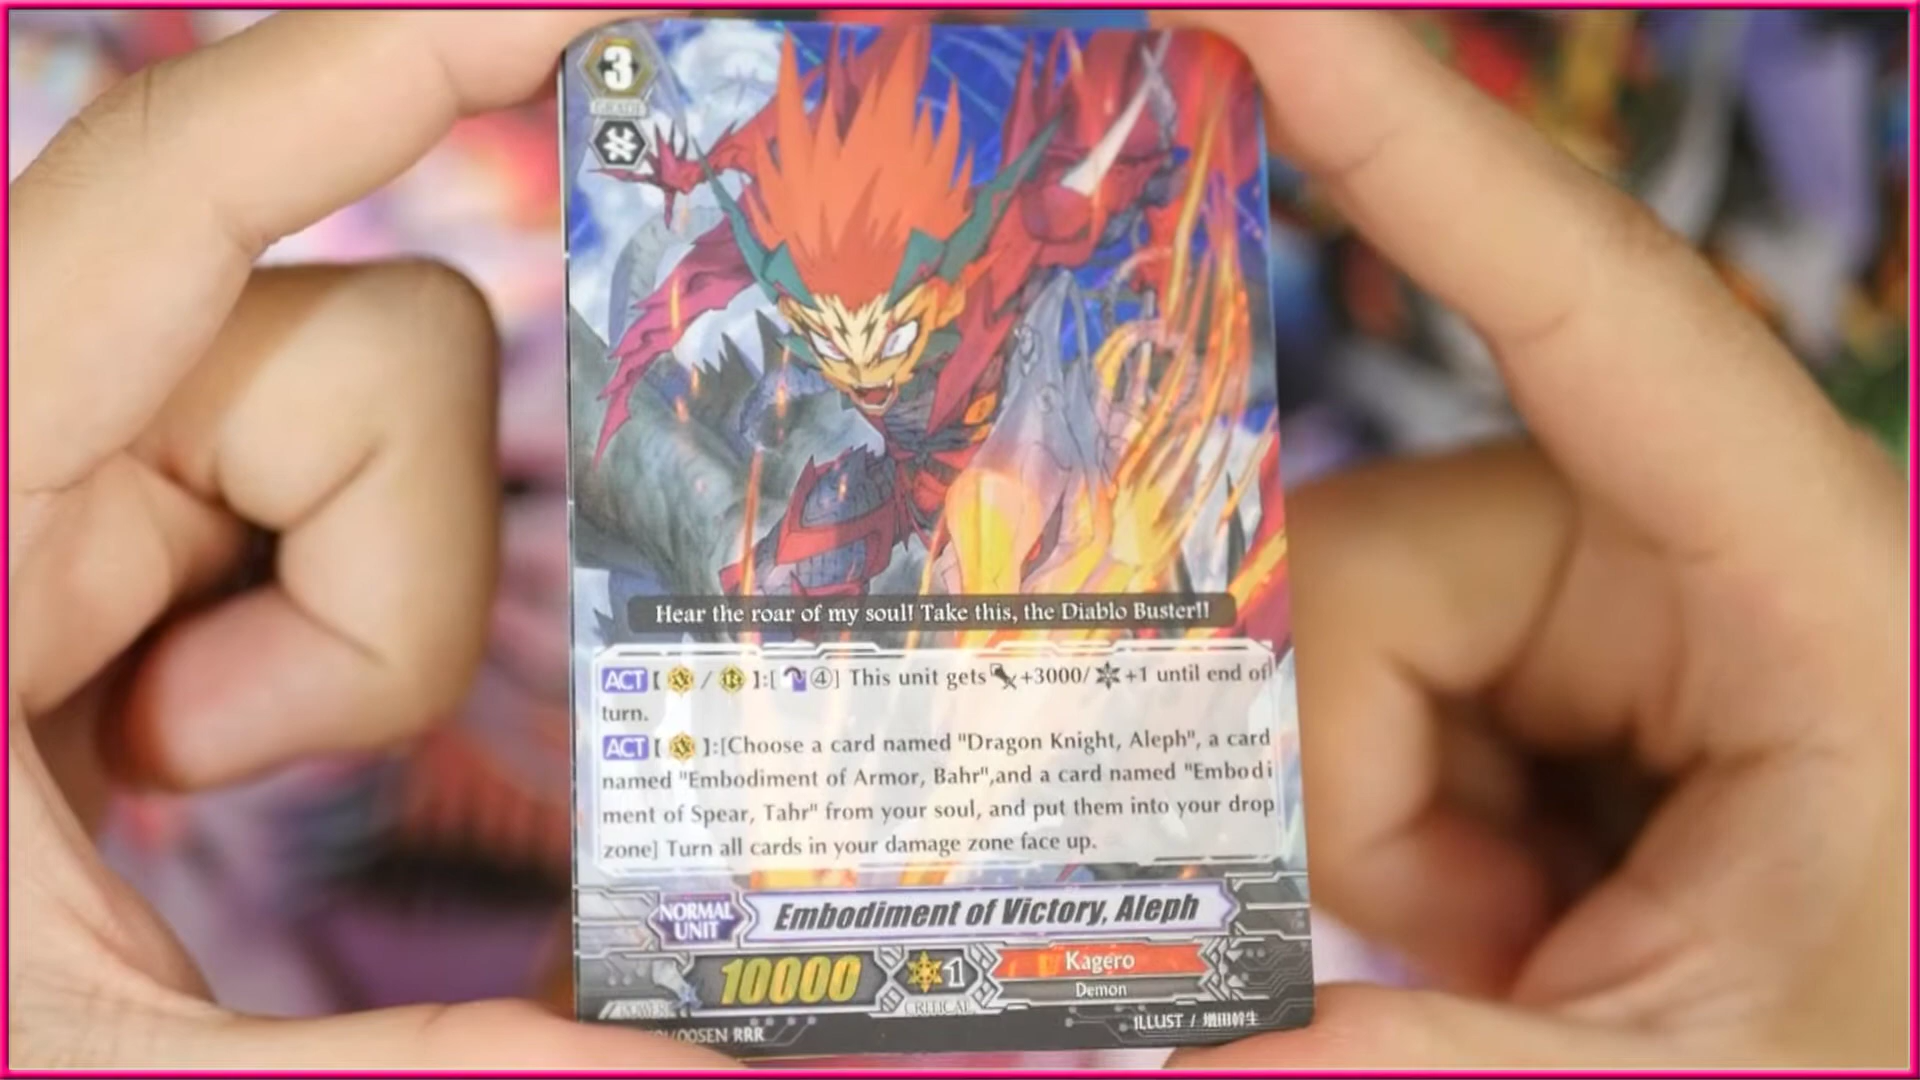 3
GRADE
Hear the roar of my soul! Take this, the Diablo Buster!!
ACT [ / ]:[ ④] This unit gets +3000/ +1 until end of
turn.
ACT [ ]:[Choose a card named "Dragon Knight, Aleph", a card
named "Embodiment of Armor, Bahr",and a card named "Embodi
ment of Spear, Tahr" from your soul, and put them into your drop
zone] Turn all cards in your damage zone face up.
NORMAL
UNIT
Embodiment of Victory, Aleph
10000
POWER
1
CRITICAL
Kagero
Demon
/005EN RRR
ILLUST / 増田幹生